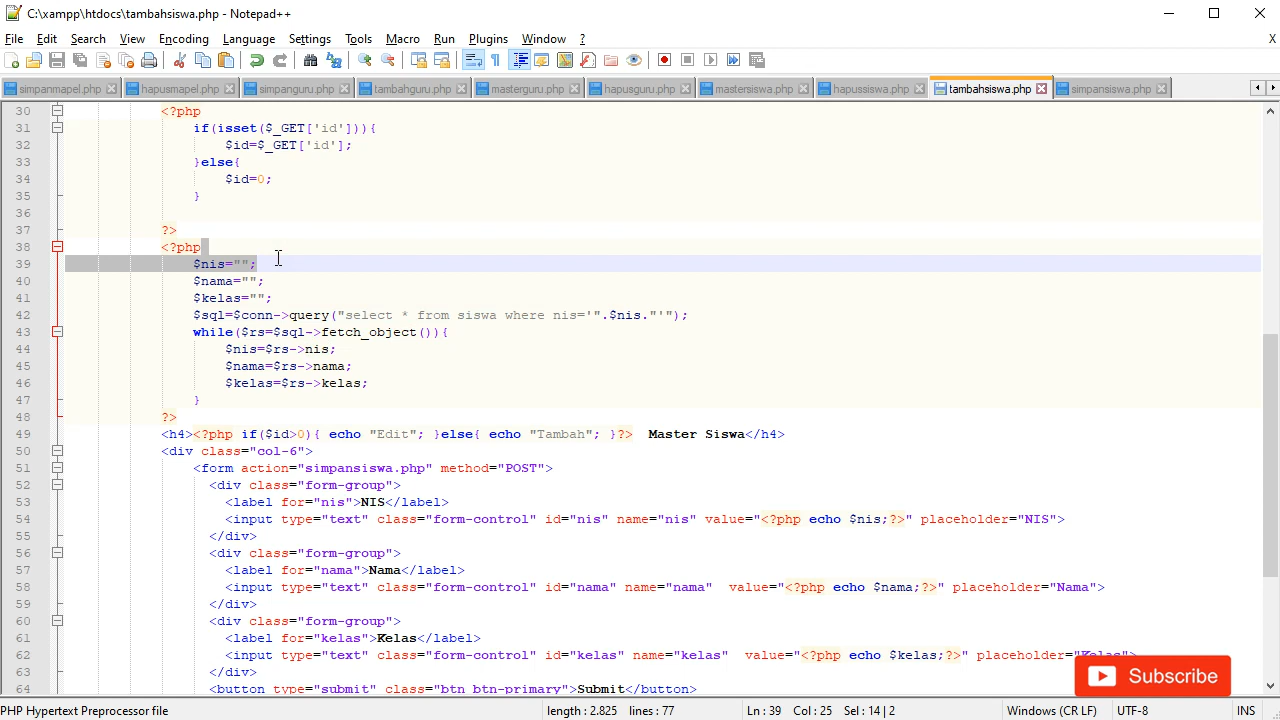 C:\xampp\htdocs\tambahsiswa.php - Notepad++
File Edit Search View Encoding Language Settings Tools Macro Run Plugins Window ? X
simpanmapel.php hapusmapel.php simpanguru.php tambahguru.php masterguru.php hapusguru.php mastersiswa.php hapussiswa.php tambahsiswa.php simpansiswa.php
30 <?php
31 if(isset($_GET['id'])){
32 $id=$_GET['id'];
33 }else{
34 $id=0;
35 }
36
37 ?>
38 <?php
39 $nis="";
40 $nama="";
41 $kelas="";
42 $sql=$conn->query("select * from siswa where nis='".$nis."'");
43 while($rs=$sql->fetch_object()){
44 $nis=$rs->nis;
45 $nama=$rs->nama;
46 $kelas=$rs->kelas;
47 }
48 ?>
49 <h4><?php if($id>0){ echo "Edit"; }else{ echo "Tambah"; }?>  Master Siswa</h4>
50 <div class="col-6">
51 <form action="simpansiswa.php" method="POST">
52 <div class="form-group">
53 <label for="nis">NIS</label>
54 <input type="text" class="form-control" id="nis" name="nis" value="<?php echo $nis;?>" placeholder="NIS">
55 </div>
56 <div class="form-group">
57 <label for="nama">Nama</label>
58 <input type="text" class="form-control" id="nama" name="nama"  value="<?php echo $nama;?>" placeholder="Nama">
59 </div>
60 <div class="form-group">
61 <label for="kelas">Kelas</label>
62 <input type="text" class="form-control" id="kelas" name="kelas"  value="<?php echo $kelas;?>" placeholder="Kelas">
63 </div>
64 <button type="submit" class="btn btn-primary">Submit</button>
Subscribe
PHP Hypertext Preprocessor file length : 2.825 lines : 77 Ln : 39 Col : 25 Sel : 14 | 2 Windows (CR LF) UTF-8 INS